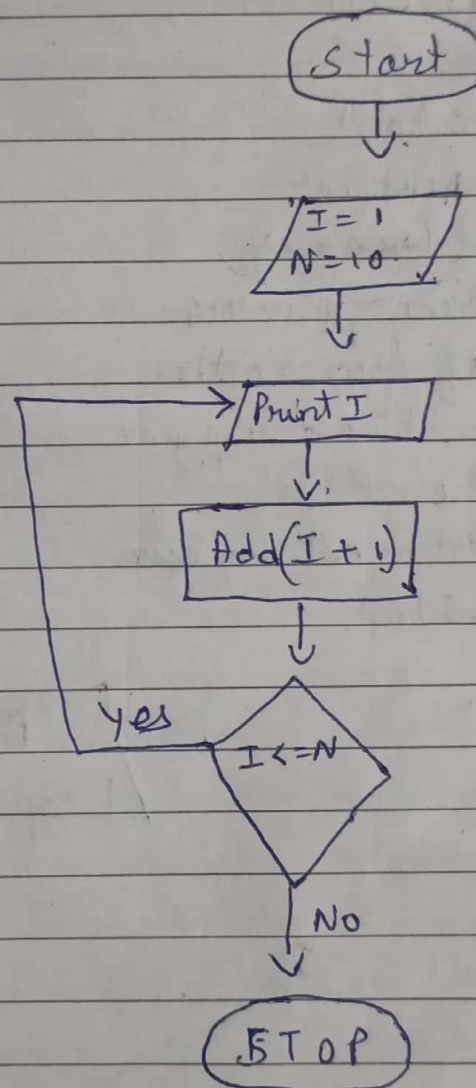 Start
I = 1
N = 10
Print I
Add(I + 1)
Yes
I <= N
NO
STOP